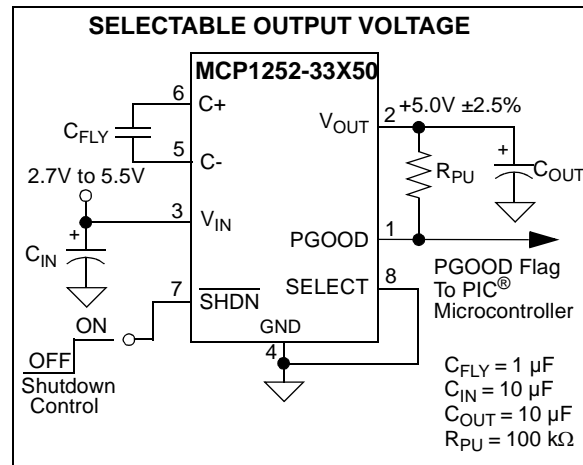 SELECTABLE OUTPUT VOLTAGE
MCP1252-33X50
6
C+
CFLY
5
C-
2.7V to 5.5V
3
VIN
+
CIN
7
SHDN
ON
OFF
Shutdown
Control
GND
4
VOUT
2
+5.0V ±2.5%
RPU
+
COUT
PGOOD
1
SELECT
8
PGOOD Flag
To PIC®
Microcontroller
CFLY = 1 µF
CIN = 10 µF
COUT = 10 µF
RPU = 100 kΩ